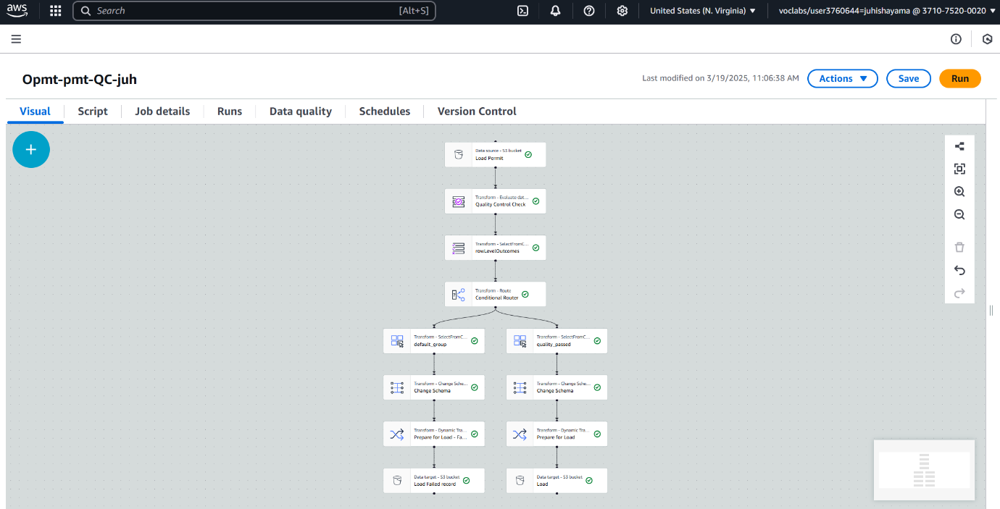 aws
Search
[Alt+S]
United States (N. Virginia)
voclabs/user3760644=juhishayama @ 3710-7520-0020
Opmt-pmt-QC-juh
Last modified on 3/19/2025, 11:06:38 AM
Actions
Save
Run
Visual
Script
Job details
Runs
Data quality
Schedules
Version Control
Data source - S3 bucket
Load Permit
Transform - Evaluate dat...
Quality Control Check
Transform - SelectFromC...
rowLevelOutcomes
Transform - Route
Conditional Router
Transform - SelectFromC...
default_group
Transform - SelectFromC...
quality_passed
Transform - Change Sche...
Change Schema
Transform - Change Sche...
Change Schema
Transform - Dynamic Tra...
Prepare for Load - Fa...
Transform - Dynamic Tra...
Prepare for Load
Data target - S3 bucket
Load Failed record
Data target - S3 bucket
Load